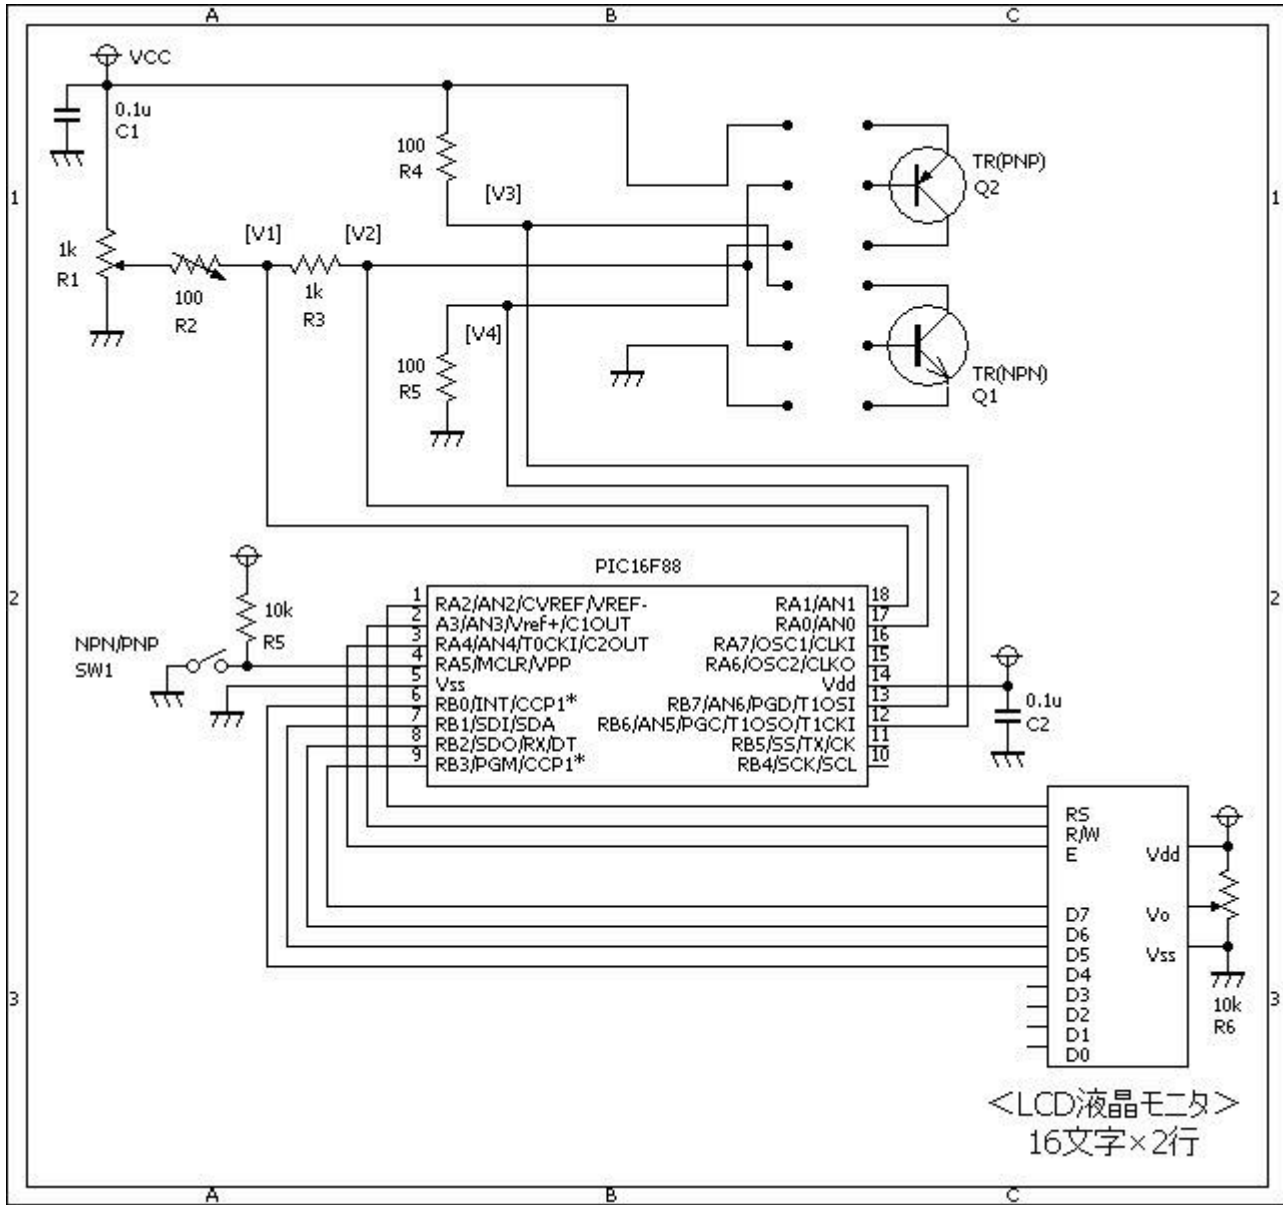 A
B
C
VCC
0.1u
C1
100
R4
TR(PNP)
Q2
1
1
[V3]
[V1]
[V2]
1k
R1
100
R2
1k
R3
[V4]
100
R5
TR(NPN)
Q1
PIC16F88
2
2
10k
R5
NPN/PNP
SW1
1
RA2/AN2/CVREF/VREF-
RA1/AN1
18
2
A3/AN3/Vref+/C1OUT
RA0/AN0
17
3
RA4/AN4/T0CKI/C2OUT
RA7/OSC1/CLKI
16
4
RA5/MCLR/VPP
RA6/OSC2/CLKO
15
5
Vss
Vdd
14
6
RB0/INT/CCP1*
RB7/AN6/PGD/T1OSI
13
7
RB1/SDI/SDA
RB6/AN5/PGC/T1OSO/T1CKI
12
8
RB2/SDO/RX/DT
RB5/SS/TX/CK
11
9
RB3/PGM/CCP1*
RB4/SCK/SCL
10
0.1u
C2
RS
R/W
E
Vdd
D7
Vo
D6
D5
Vss
D4
D3
D2
D1
D0
10k
R6
3
3
<LCD液晶モニタ>
16文字×2行
A
B
C